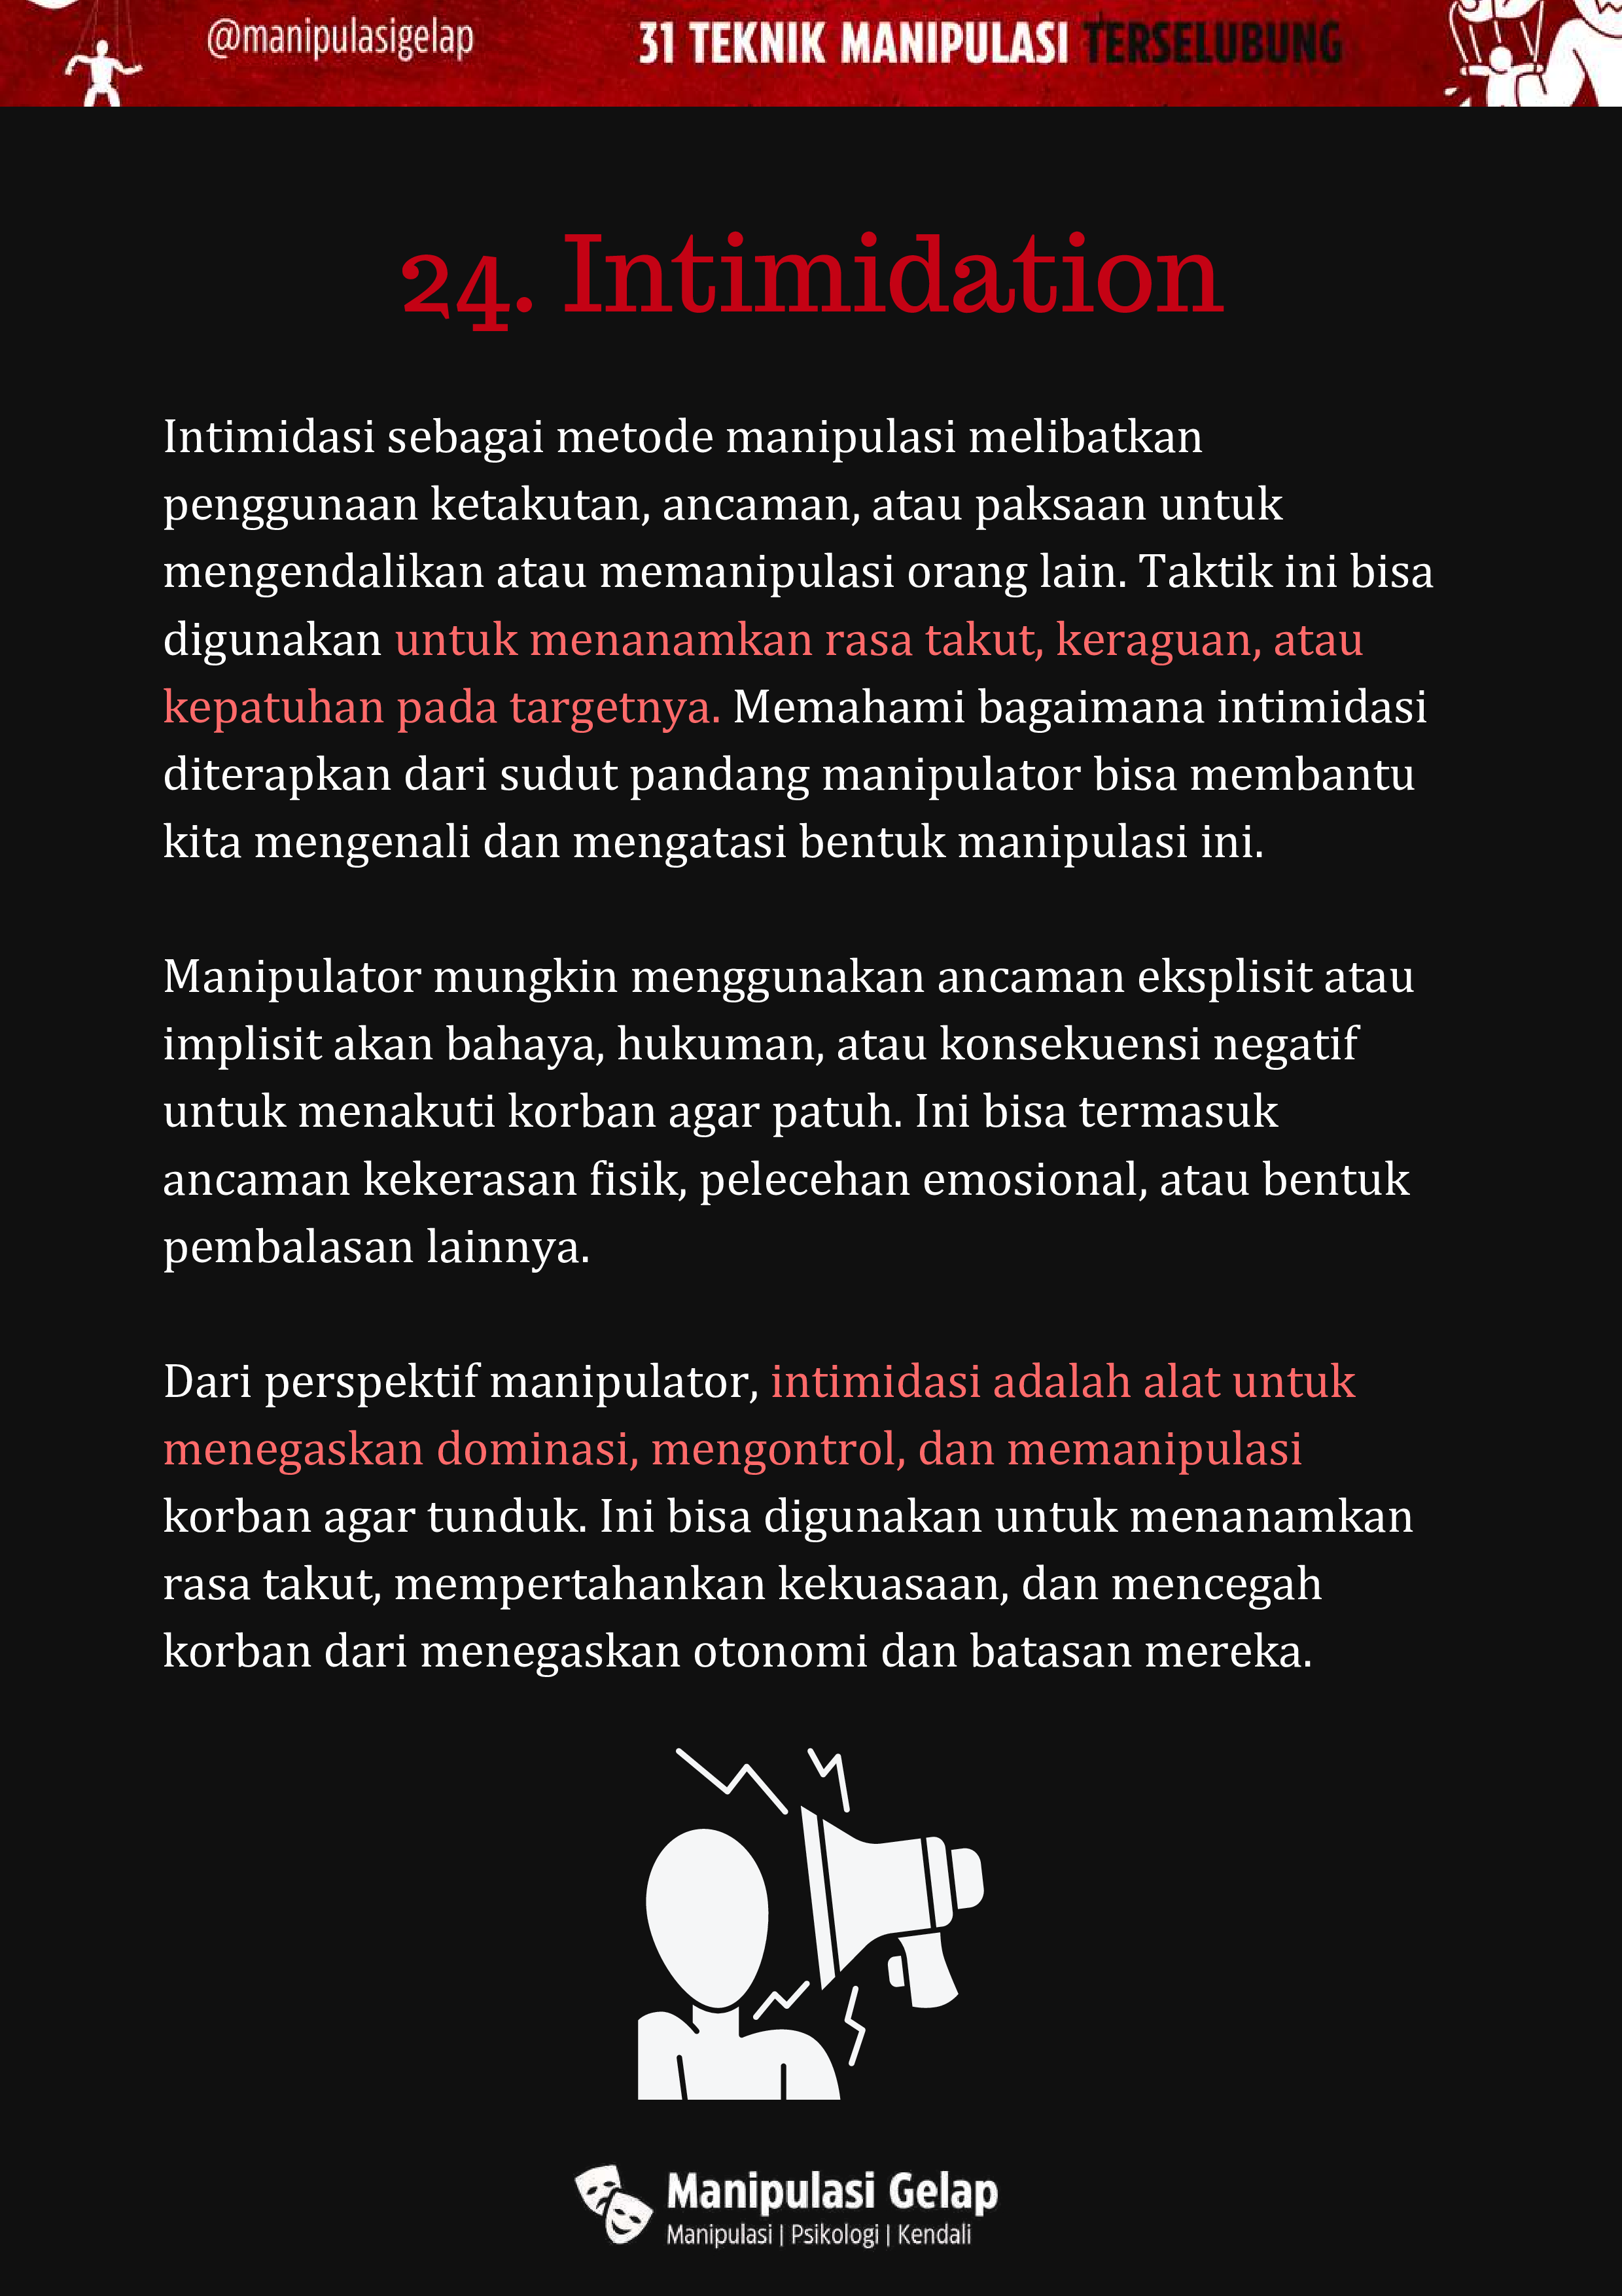 @manipulasigelap
31 TEKNIK MANIPULASI TERSELUBUNG
24. Intimidation
Intimidasi sebagai metode manipulasi melibatkan
penggunaan ketakutan, ancaman, atau paksaan untuk
mengendalikan atau memanipulasi orang lain. Taktik ini bisa
digunakan untuk menanamkan rasa takut, keraguan, atau
kepatuhan pada targetnya. Memahami bagaimana intimidasi
diterapkan dari sudut pandang manipulator bisa membantu
kita mengenali dan mengatasi bentuk manipulasi ini.
Manipulator mungkin menggunakan ancaman eksplisit atau
implisit akan bahaya, hukuman, atau konsekuensi negatif
untuk menakuti korban agar patuh. Ini bisa termasuk
ancaman kekerasan fisik, pelecehan emosional, atau bentuk
pembalasan lainnya.
Dari perspektif manipulator, intimidasi adalah alat untuk
menegaskan dominasi, mengontrol, dan memanipulasi
korban agar tunduk. Ini bisa digunakan untuk menanamkan
rasa takut, mempertahankan kekuasaan, dan mencegah
korban dari menegaskan otonomi dan batasan mereka.
Manipulasi Gelap
Manipulasi | Psikologi | Kendali